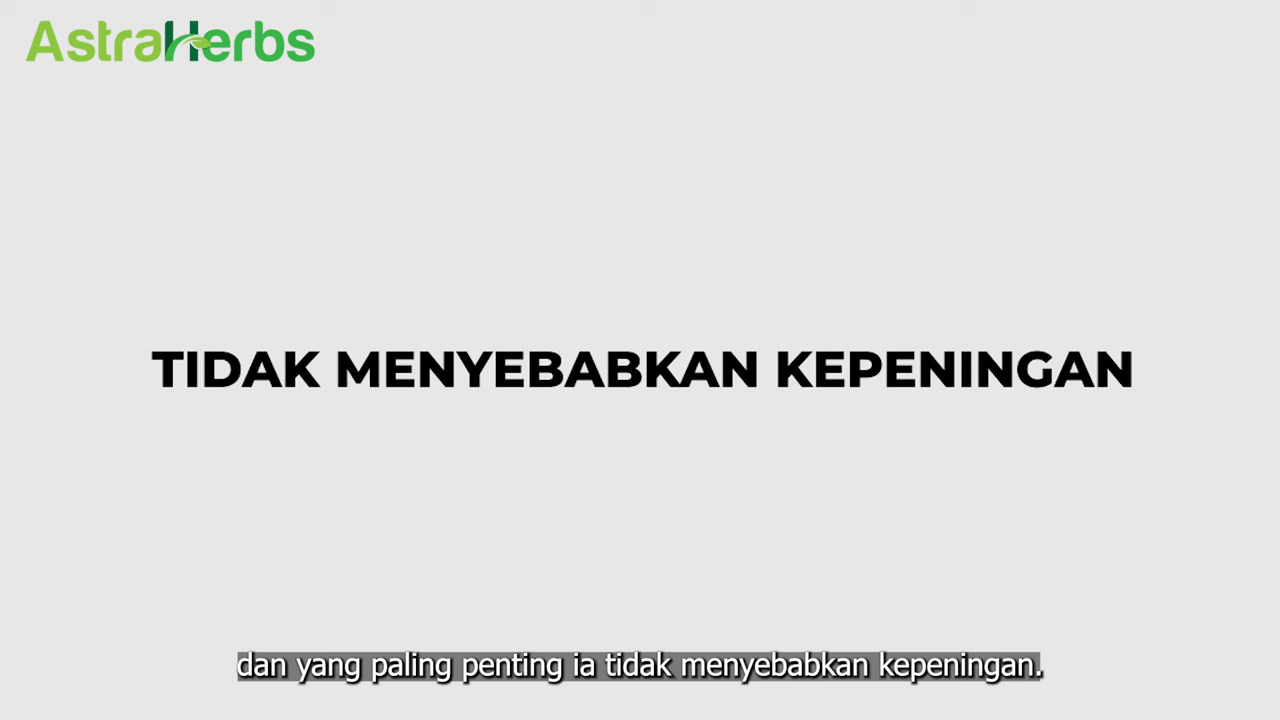 AstraHerbs
TIDAK MENYEBABKAN KEPENINGAN
dan yang paling penting ia tidak menyebabkan kepeningan.